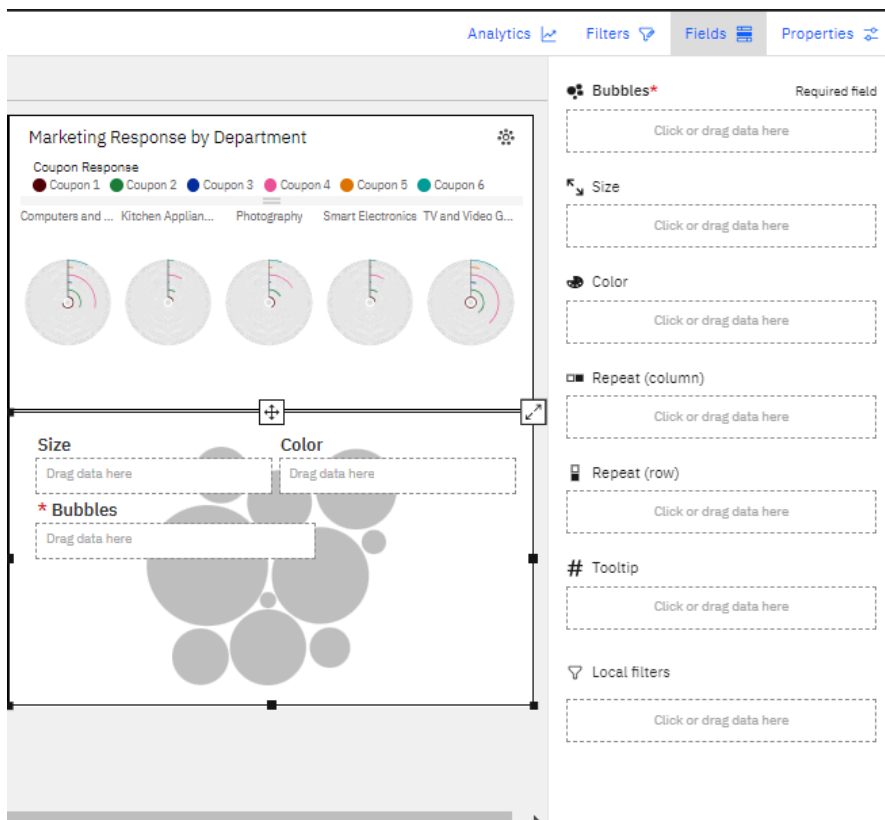 Analytics Filters Fields Properties
Bubbles* Required field
Click or drag data here
Size
Click or drag data here
Color
Click or drag data here
Repeat (column)
Click or drag data here
Repeat (row)
Click or drag data here
Tooltip
Click or drag data here
Local filters
Click or drag data here
Marketing Response by Department
Coupon Response
Coupon 1 Coupon 2 Coupon 3 Coupon 4 Coupon 5 Coupon 6
Computers and ... Kitchen Applian... Photography Smart Electronics TV and Video G...
Size Color
Drag data here Drag data here
* Bubbles
Drag data here